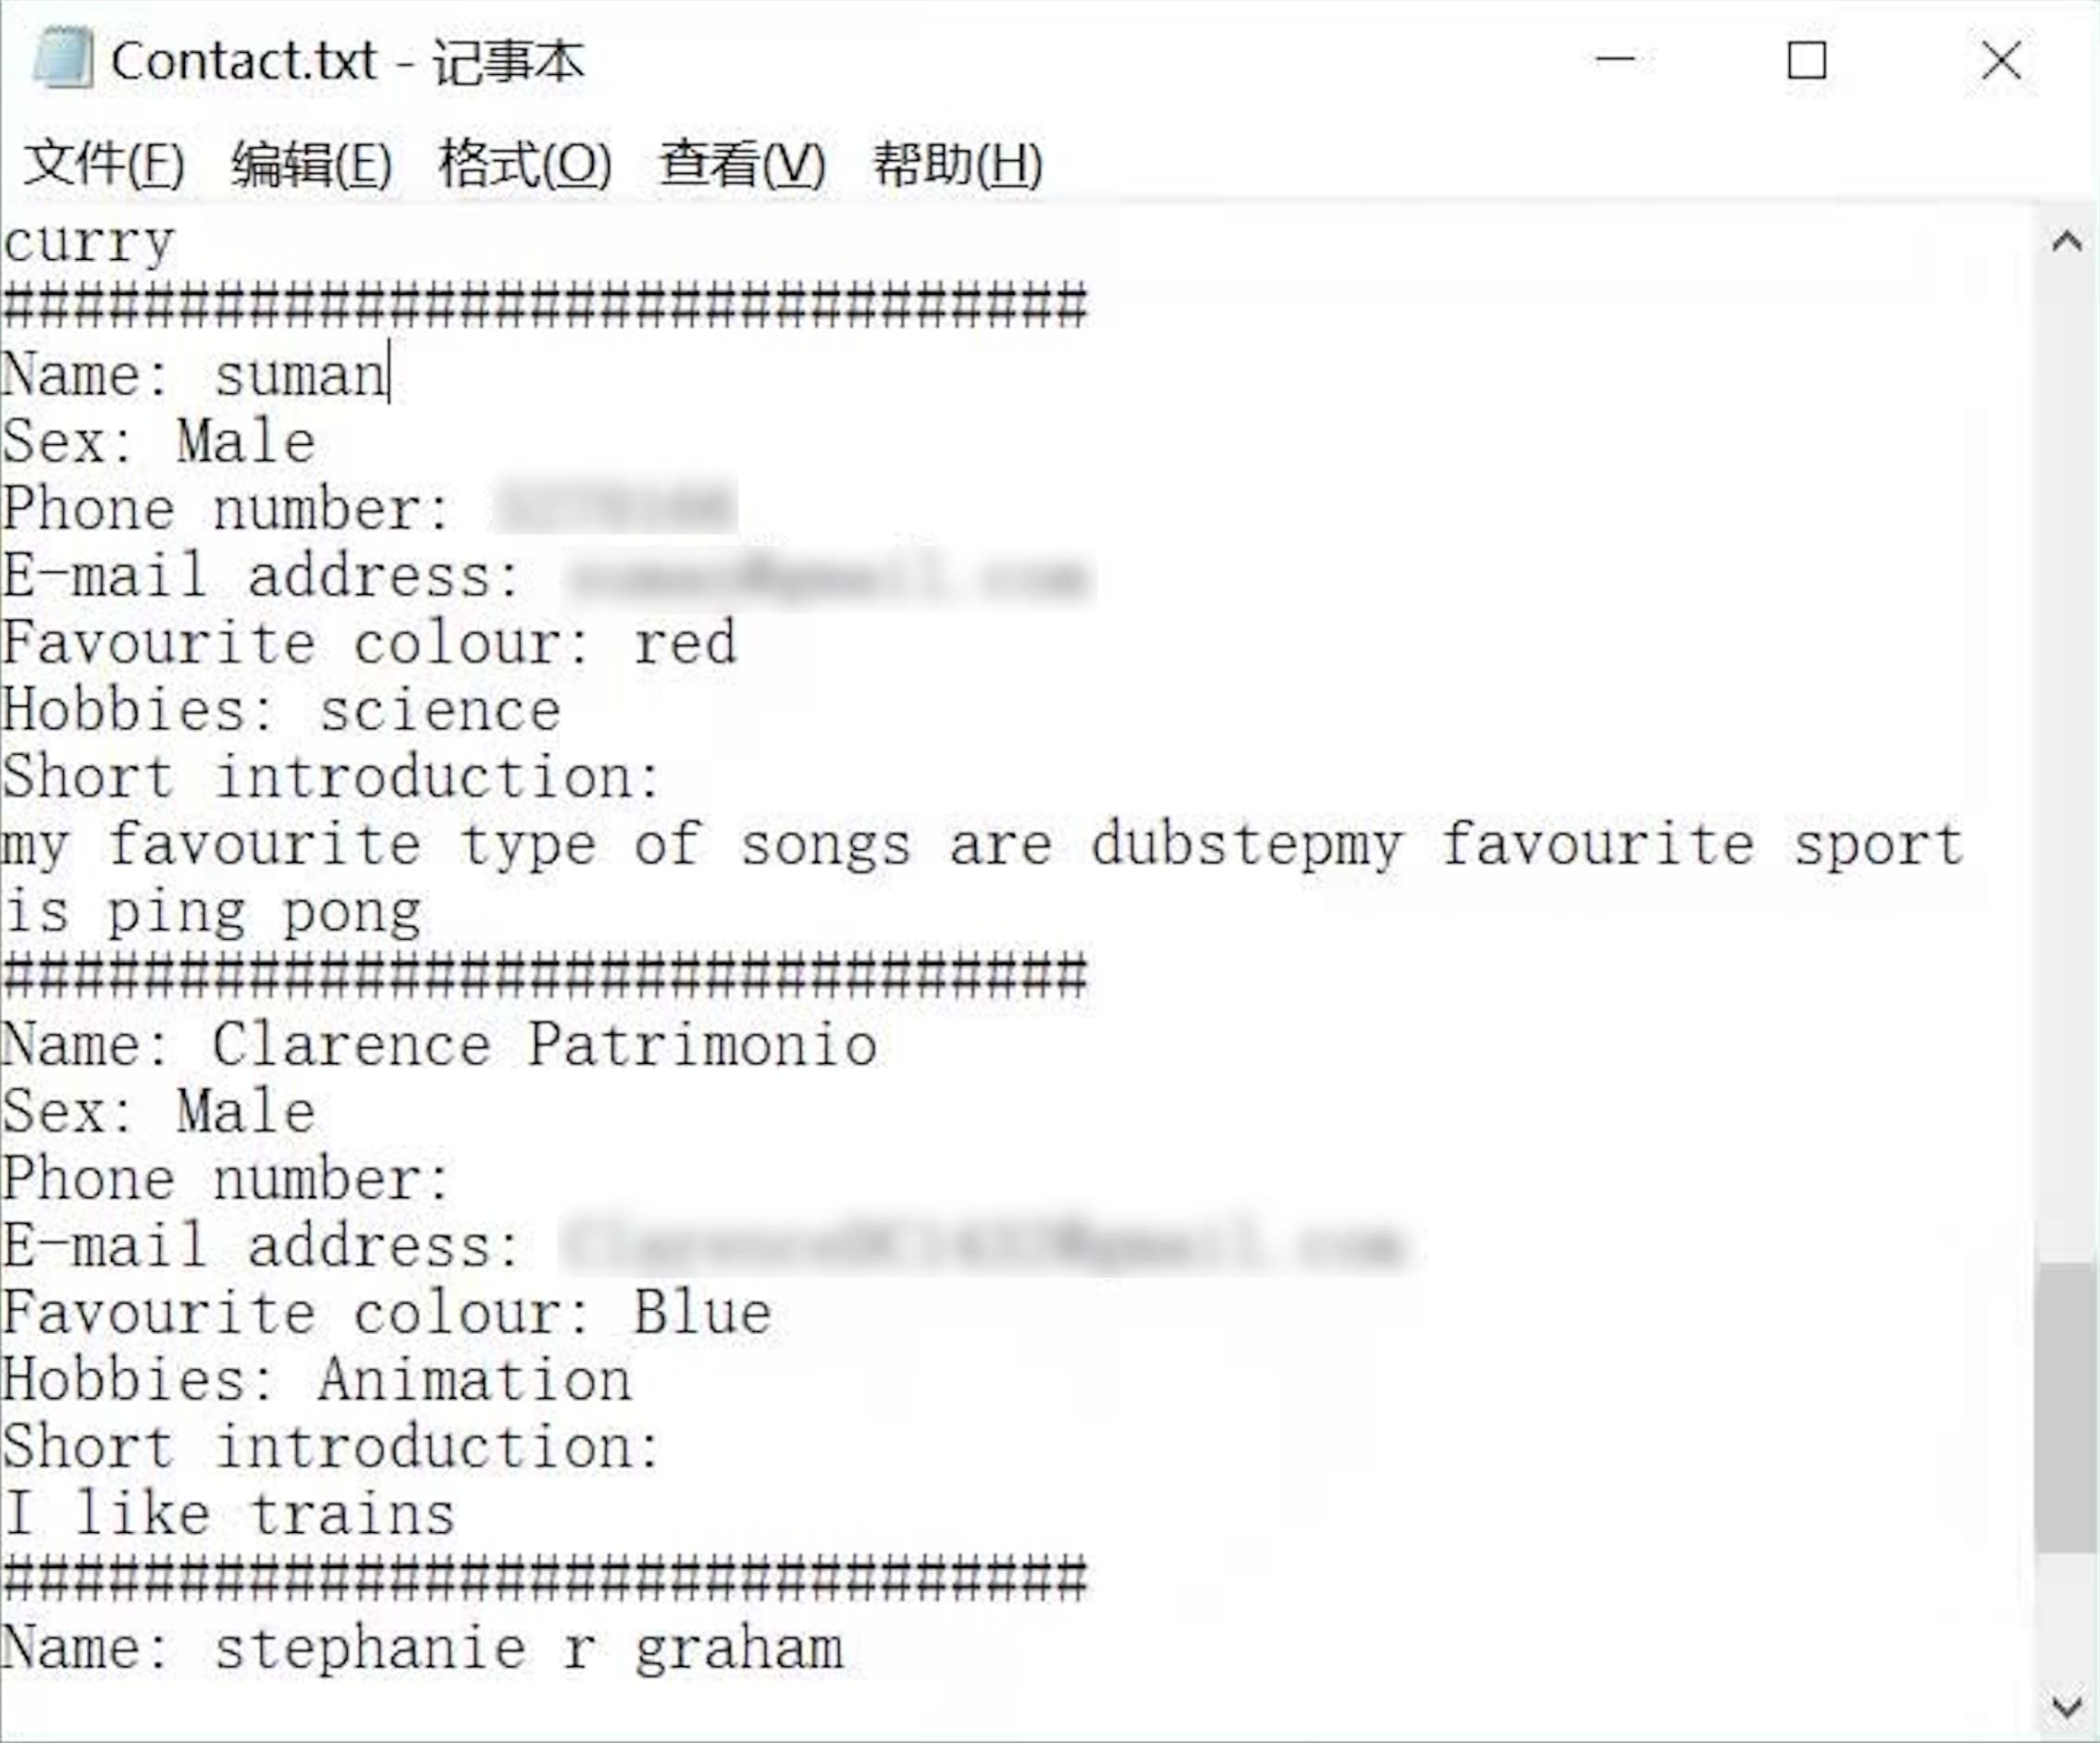 Contact.txt - 记事本
文件(F) 编辑(E) 格式(O) 查看(V) 帮助(H)
curry
###############################
Name: suman
Sex: Male
Phone number:
E-mail address:
Favourite colour: red
Hobbies: science
Short introduction:
my favourite type of songs are dubstepmy favourite sport
is ping pong
###############################
Name: Clarence Patrimonio
Sex: Male
Phone number:
E-mail address:
Favourite colour: Blue
Hobbies: Animation
Short introduction:
I like trains
###############################
Name: stephanie r graham